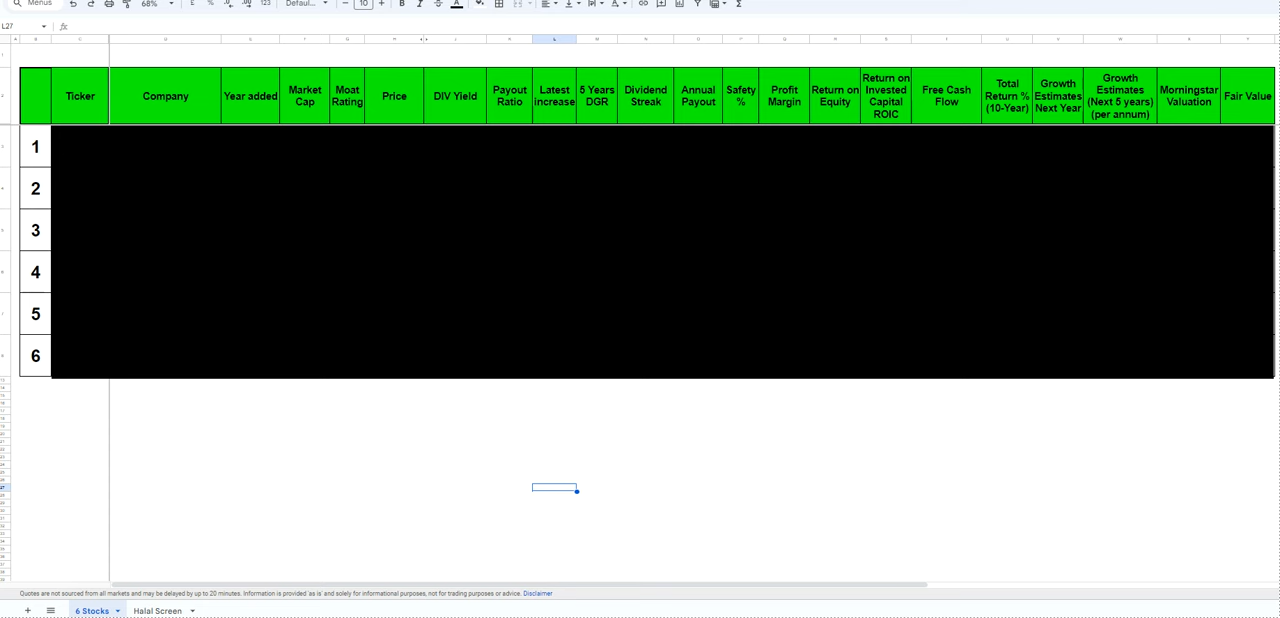 Menus
68%
£ % .0 .00 123
Defaul...
10
B
I
A
Σ
L27
fx
Ticker
Company
Year added
Market
Cap
Moat
Rating
Price
DIV Yield
Payout
Ratio
Latest
increase
5 Years
DGR
Dividend
Streak
Annual
Payout
Safety
%
Profit
Margin
Return on
Equity
Return on
Invested
Capital
ROIC
Free Cash
Flow
Total
Return %
(10-Year)
Growth
Estimates
Next Year
Growth
Estimates
(Next 5 years)
(per annum)
Morningstar
Valuation
Fair Value
1
2
3
4
5
6
Quotes are not sourced from all markets and may be delayed by up to 20 minutes. Information is provided 'as is' and solely for informational purposes, not for trading purposes or advice. Disclaimer
6 Stocks
Halal Screen